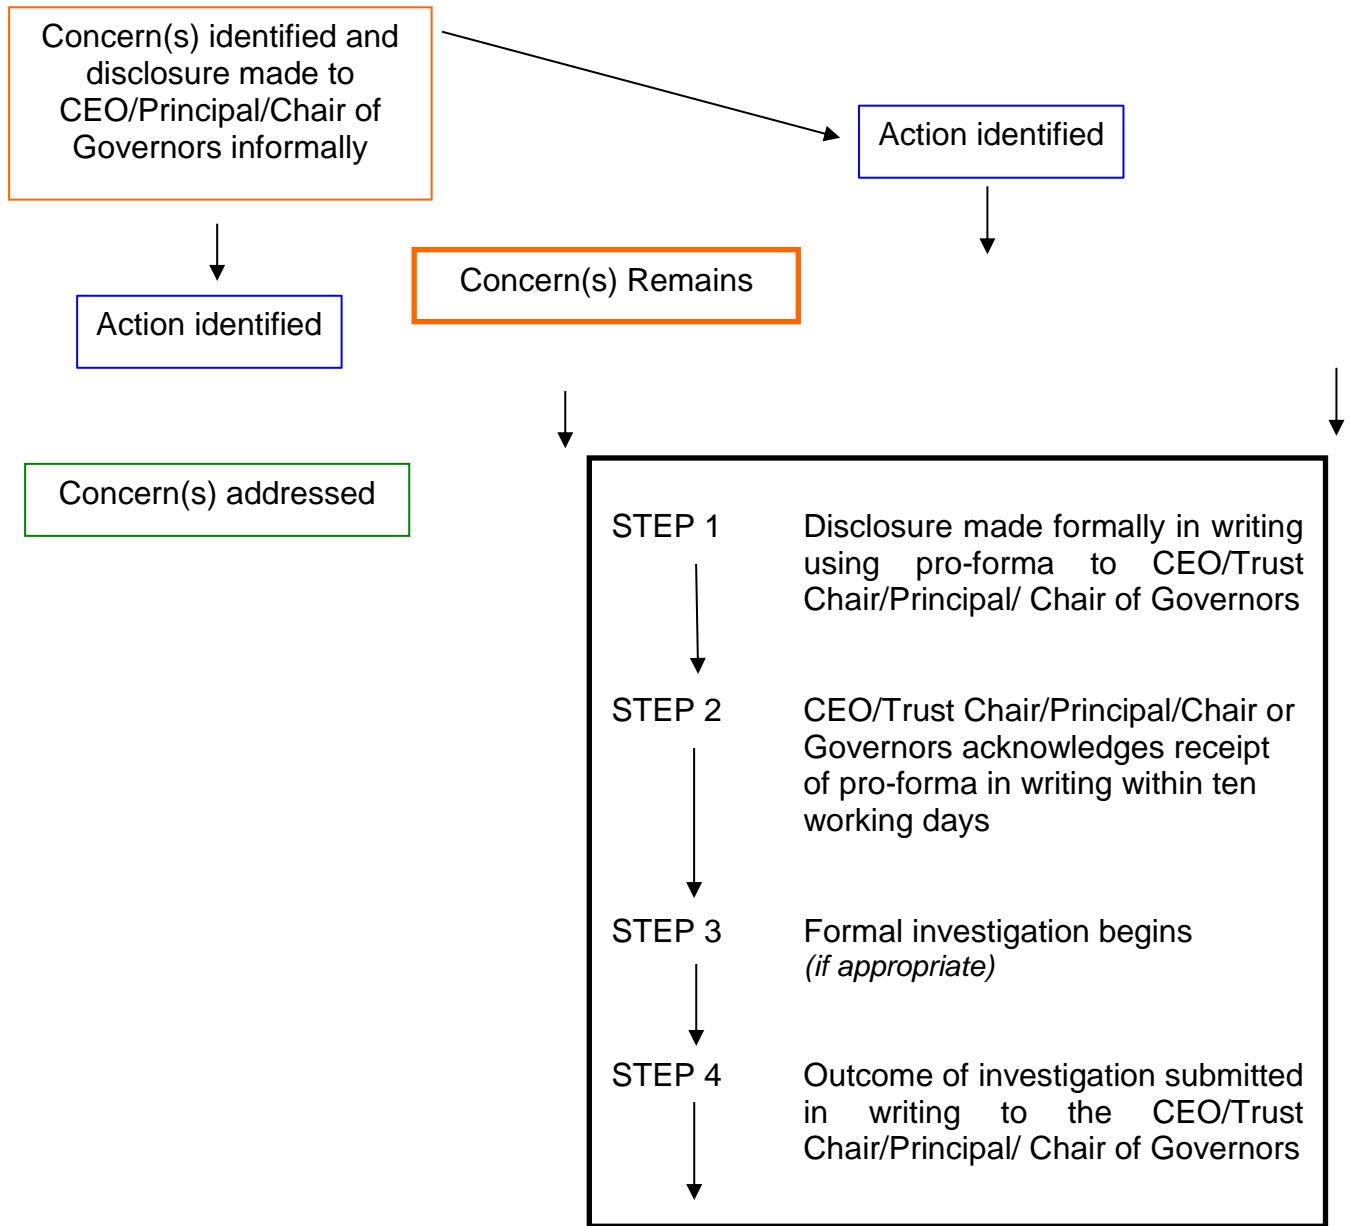 Concern(s) identified and
disclosure made to
CEO/Principal/Chair of
Governors informally
Action identified
Concern(s) Remains
Action identified
Concern(s) addressed
STEP 1 Disclosure made formally in writing
using pro-forma to CEO/Trust
Chair/Principal/ Chair of Governors
STEP 2 CEO/Trust Chair/Principal/Chair or
Governors acknowledges receipt
of pro-forma in writing within ten
working days
STEP 3 Formal investigation begins
(if appropriate)
STEP 4 Outcome of investigation submitted
in writing to the CEO/Trust
Chair/Principal/ Chair of Governors